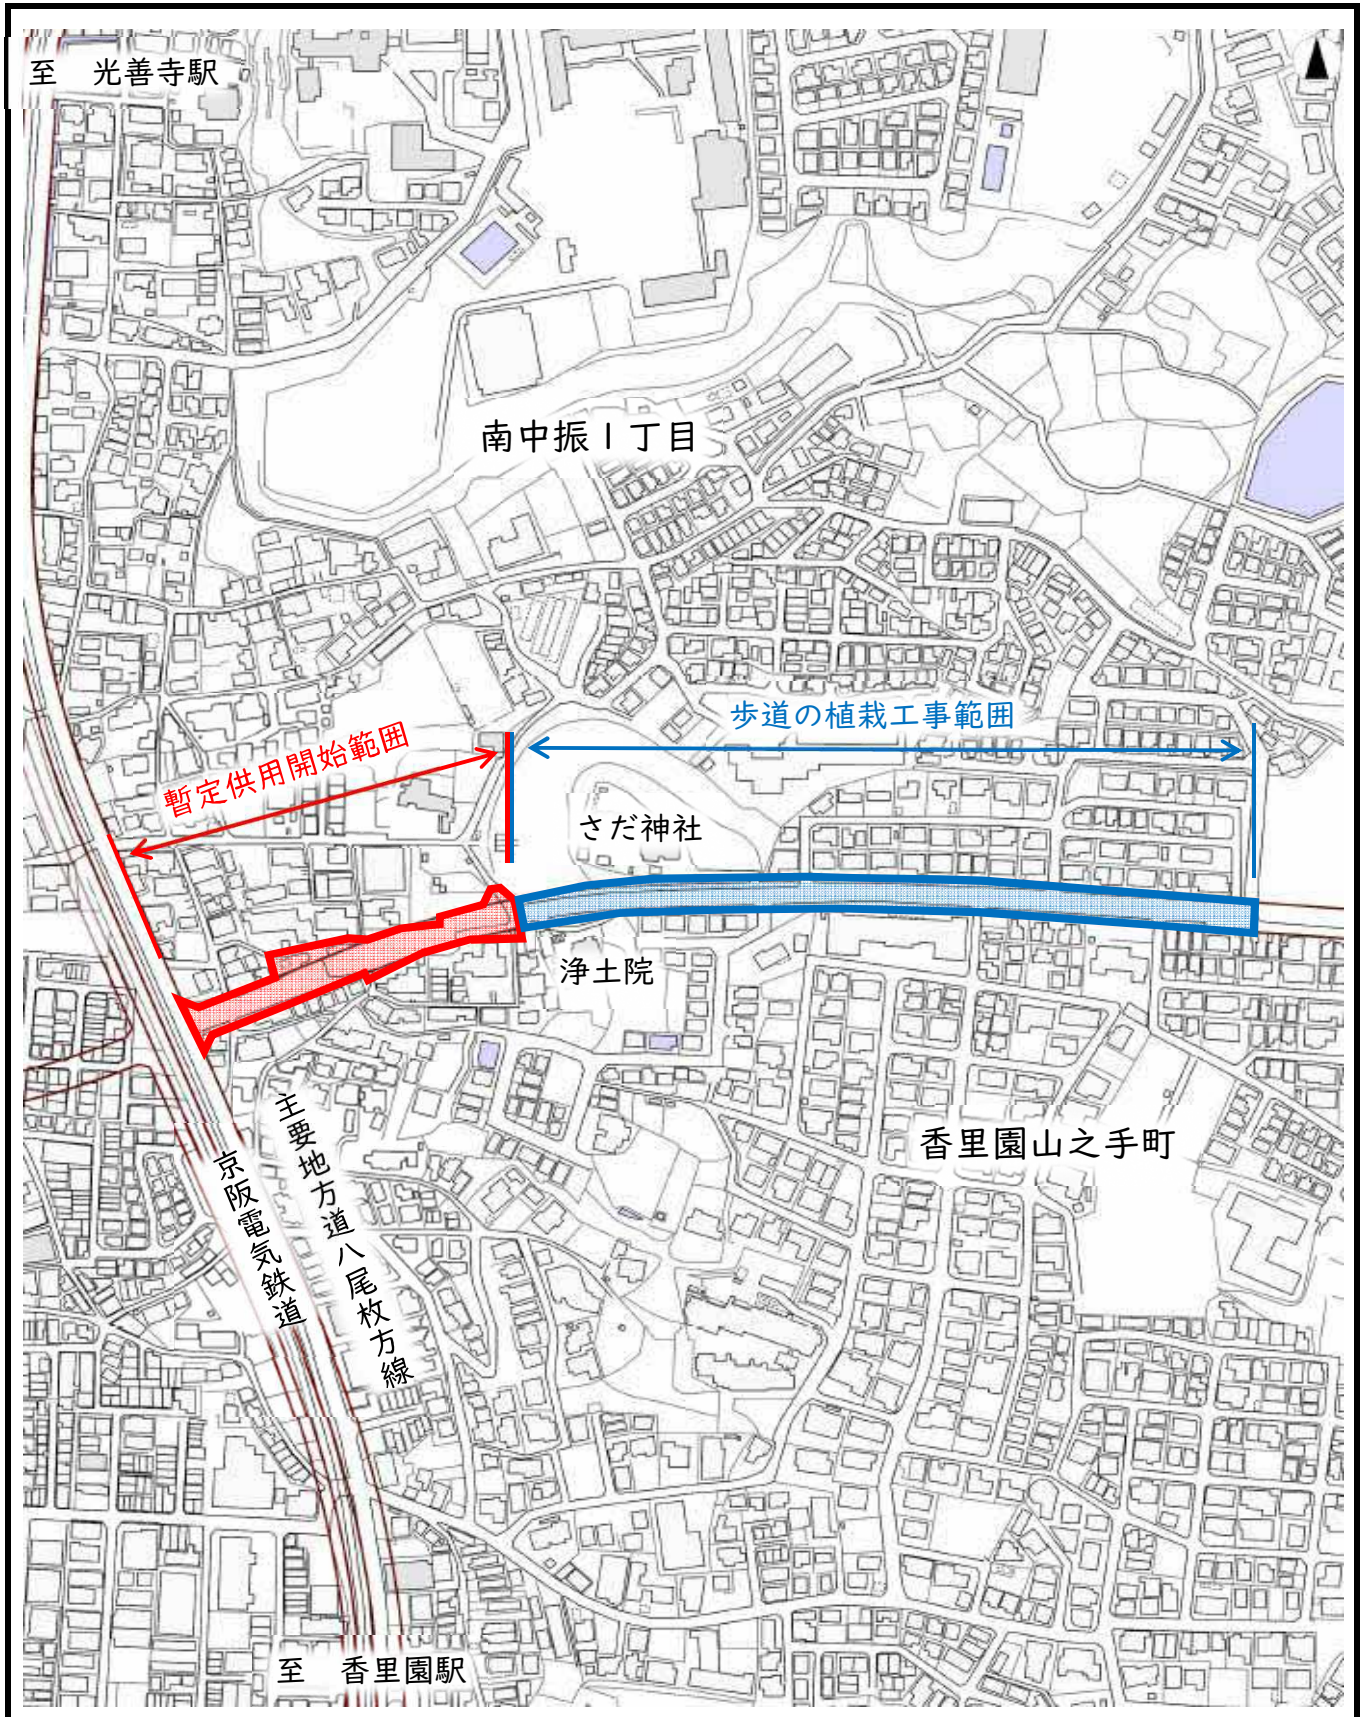 至　光善寺駅
南中振1丁目
歩道の植栽工事範囲
暫定供用開始範囲
さだ神社
浄土院
主要地方道八尾枚方線
香里園山之手町
京阪電気鉄道
至　香里園駅